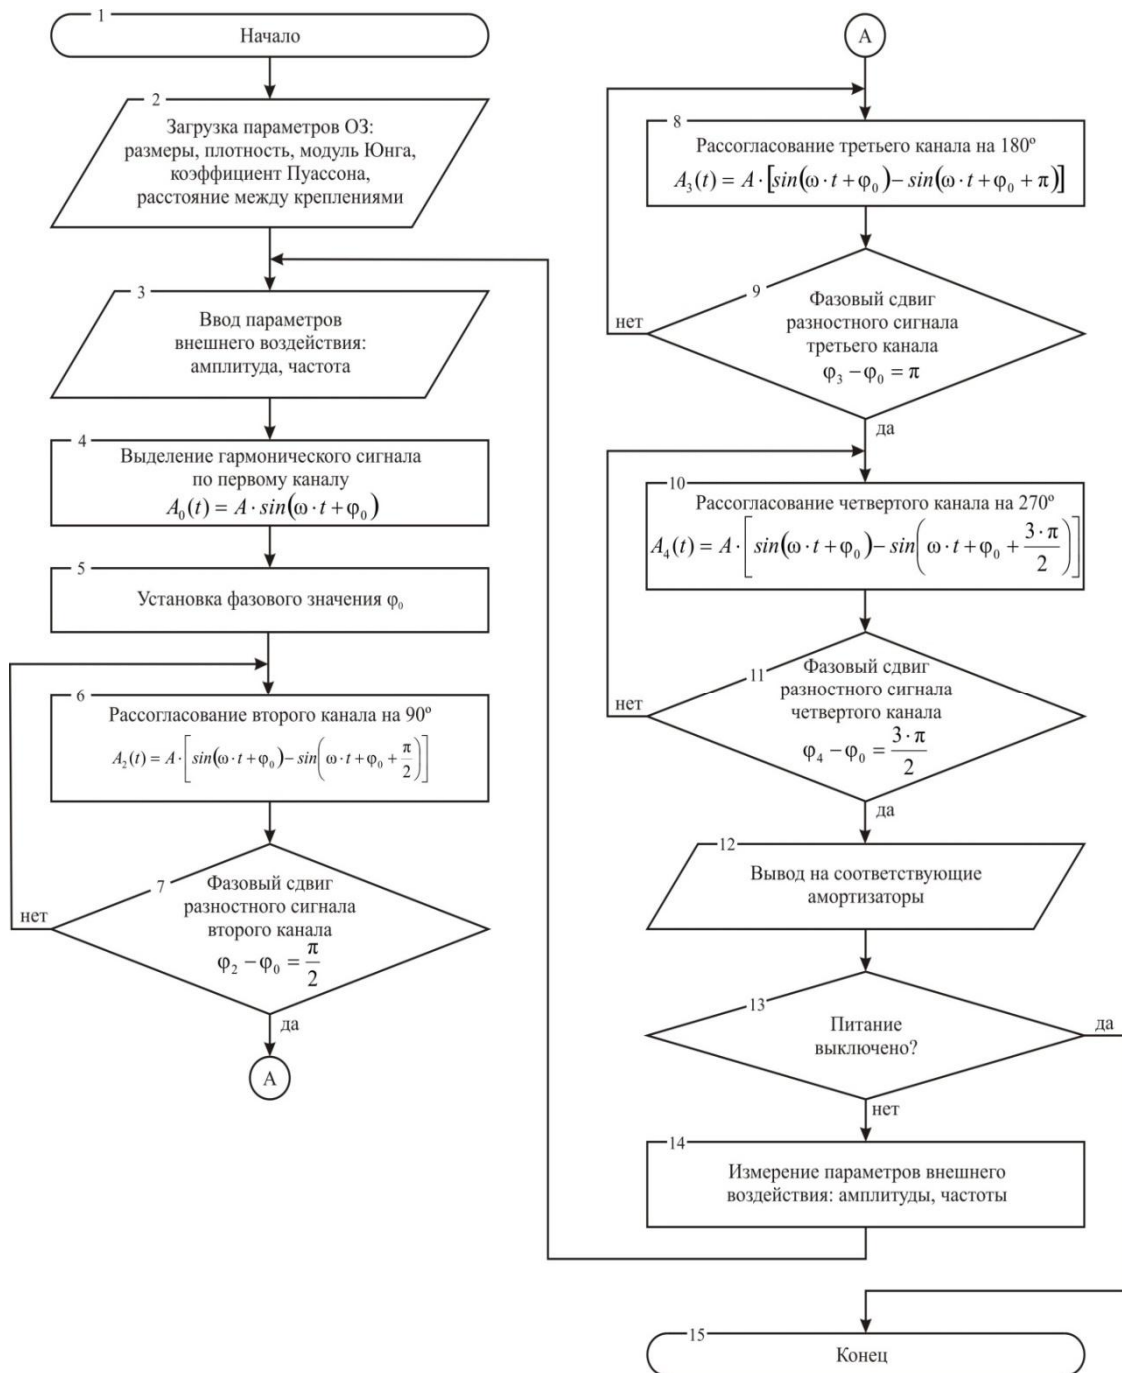 1
Начало
2
Загрузка параметров ОЗ:
размеры, плотность, модуль Юнга,
коэффициент Пуассона,
расстояние между креплениями
3
Ввод параметров
внешнего воздействия:
амплитуда, частота
4
Выделение гармонического сигнала
по первому каналу
A₀(t) = A · sin(ω · t + φ₀)
5
Установка фазового значения φ₀
6
Рассогласование второго канала на 90º
A₂(t) = A · [sin(ω · t + φ₀) − sin(ω · t + φ₀ + π/2)]
7
Фазовый сдвиг
разностного сигнала
второго канала
φ₂ − φ₀ = π/2
нет
да
А
А
8
Рассогласование третьего канала на 180º
A₃(t) = A · [sin(ω · t + φ₀) − sin(ω · t + φ₀ + π)]
9
Фазовый сдвиг
разностного сигнала
третьего канала
φ₃ − φ₀ = π
нет
да
10
Рассогласование четвертого канала на 270º
A₄(t) = A · [sin(ω · t + φ₀) − sin(ω · t + φ₀ + 3 · π/2)]
11
Фазовый сдвиг
разностного сигнала
четвертого канала
φ₄ − φ₀ = 3 · π/2
нет
да
12
Вывод на соответствующие
амортизаторы
13
Питание
выключено?
да
нет
14
Измерение параметров внешнего
воздействия: амплитуды, частоты
15
Конец